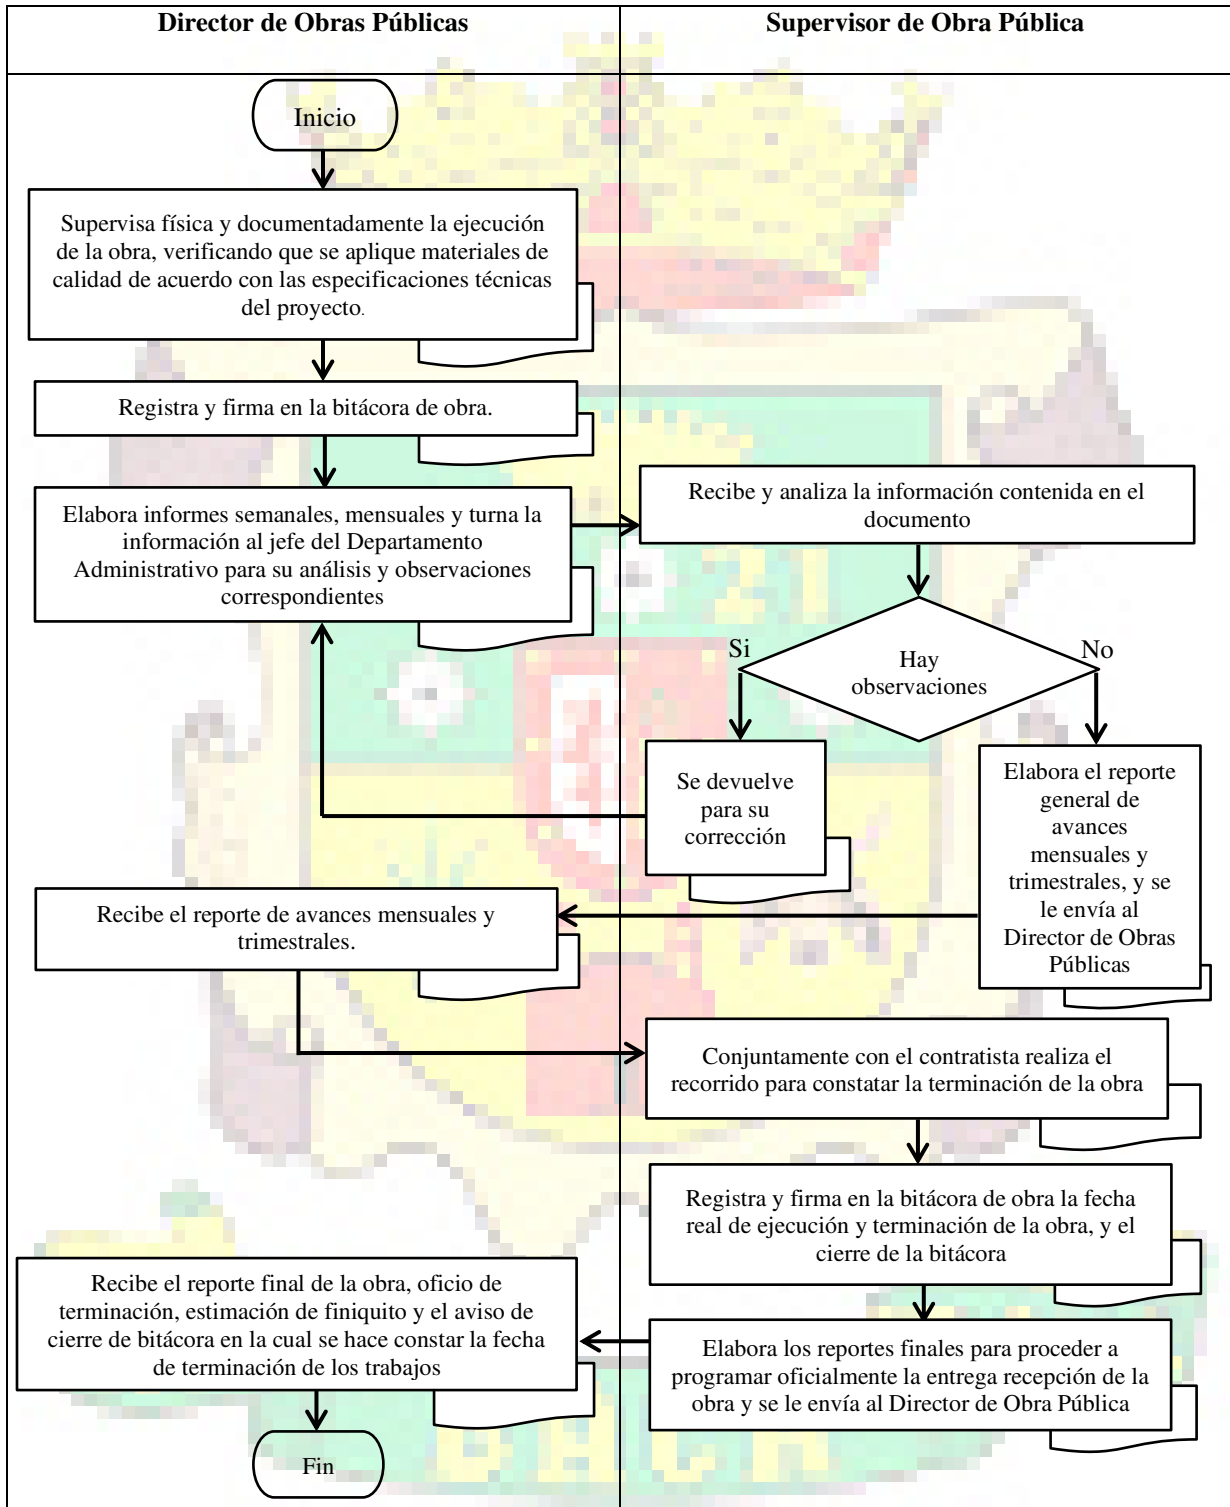 Director de Obras Públicas
Supervisor de Obra Pública
Inicio
Supervisa física y documentadamente la ejecución
de la obra, verificando que se aplique materiales de
calidad de acuerdo con las especificaciones técnicas
del proyecto.
Registra y firma en la bitácora de obra.
Elabora informes semanales, mensuales y turna la
información al jefe del Departamento
Administrativo para su análisis y observaciones
correspondientes
Recibe y analiza la información contenida en el
documento
Si
Hay
observaciones
No
Se devuelve
para su
corrección
Elabora el reporte
general de
avances
mensuales y
trimestrales, y se
le envía al
Director de Obras
Públicas
Recibe el reporte de avances mensuales y
trimestrales.
Conjuntamente con el contratista realiza el
recorrido para constatar la terminación de la obra
Registra y firma en la bitácora de obra la fecha
real de ejecución y terminación de la obra, y el
cierre de la bitácora
Elabora los reportes finales para proceder a
programar oficialmente la entrega recepción de la
obra y se le envía al Director de Obra Pública
Recibe el reporte final de la obra, oficio de
terminación, estimación de finiquito y el aviso de
cierre de bitácora en la cual se hace constar la fecha
de terminación de los trabajos
Fin